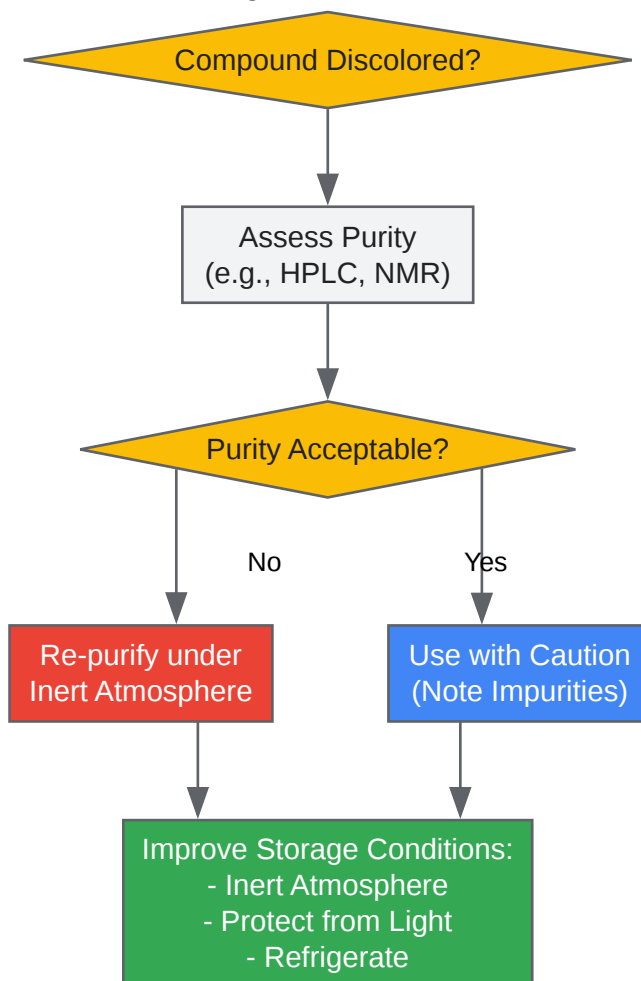 Compound Discolored?
Assess Purity
(e.g., HPLC, NMR)
Purity Acceptable?
No
Yes
Re-purify under
Inert Atmosphere
Use with Caution
(Note Impurities)
Improve Storage Conditions:
- Inert Atmosphere
- Protect from Light
- Refrigerate